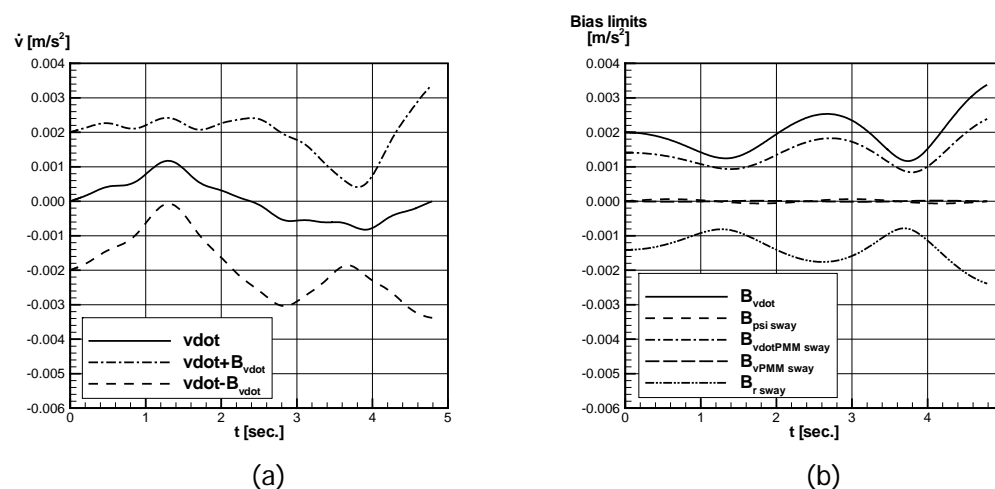 v̇ [m/s²]
0.004
0.003
0.002
0.001
0.000
-0.001
-0.002
-0.003
-0.004
-0.005
-0.006
0 1 2 3 4 5
t [sec.]
vdot
vdot+B_vdot
vdot-B_vdot
(a)
Bias limits
[m/s²]
0.004
0.003
0.002
0.001
0.000
-0.001
-0.002
-0.003
-0.004
-0.005
-0.006
0 1 2 3 4
t [sec.]
B_vdot
B_psi sway
B_vdotPMM sway
B_vPMM sway
B_r sway
(b)